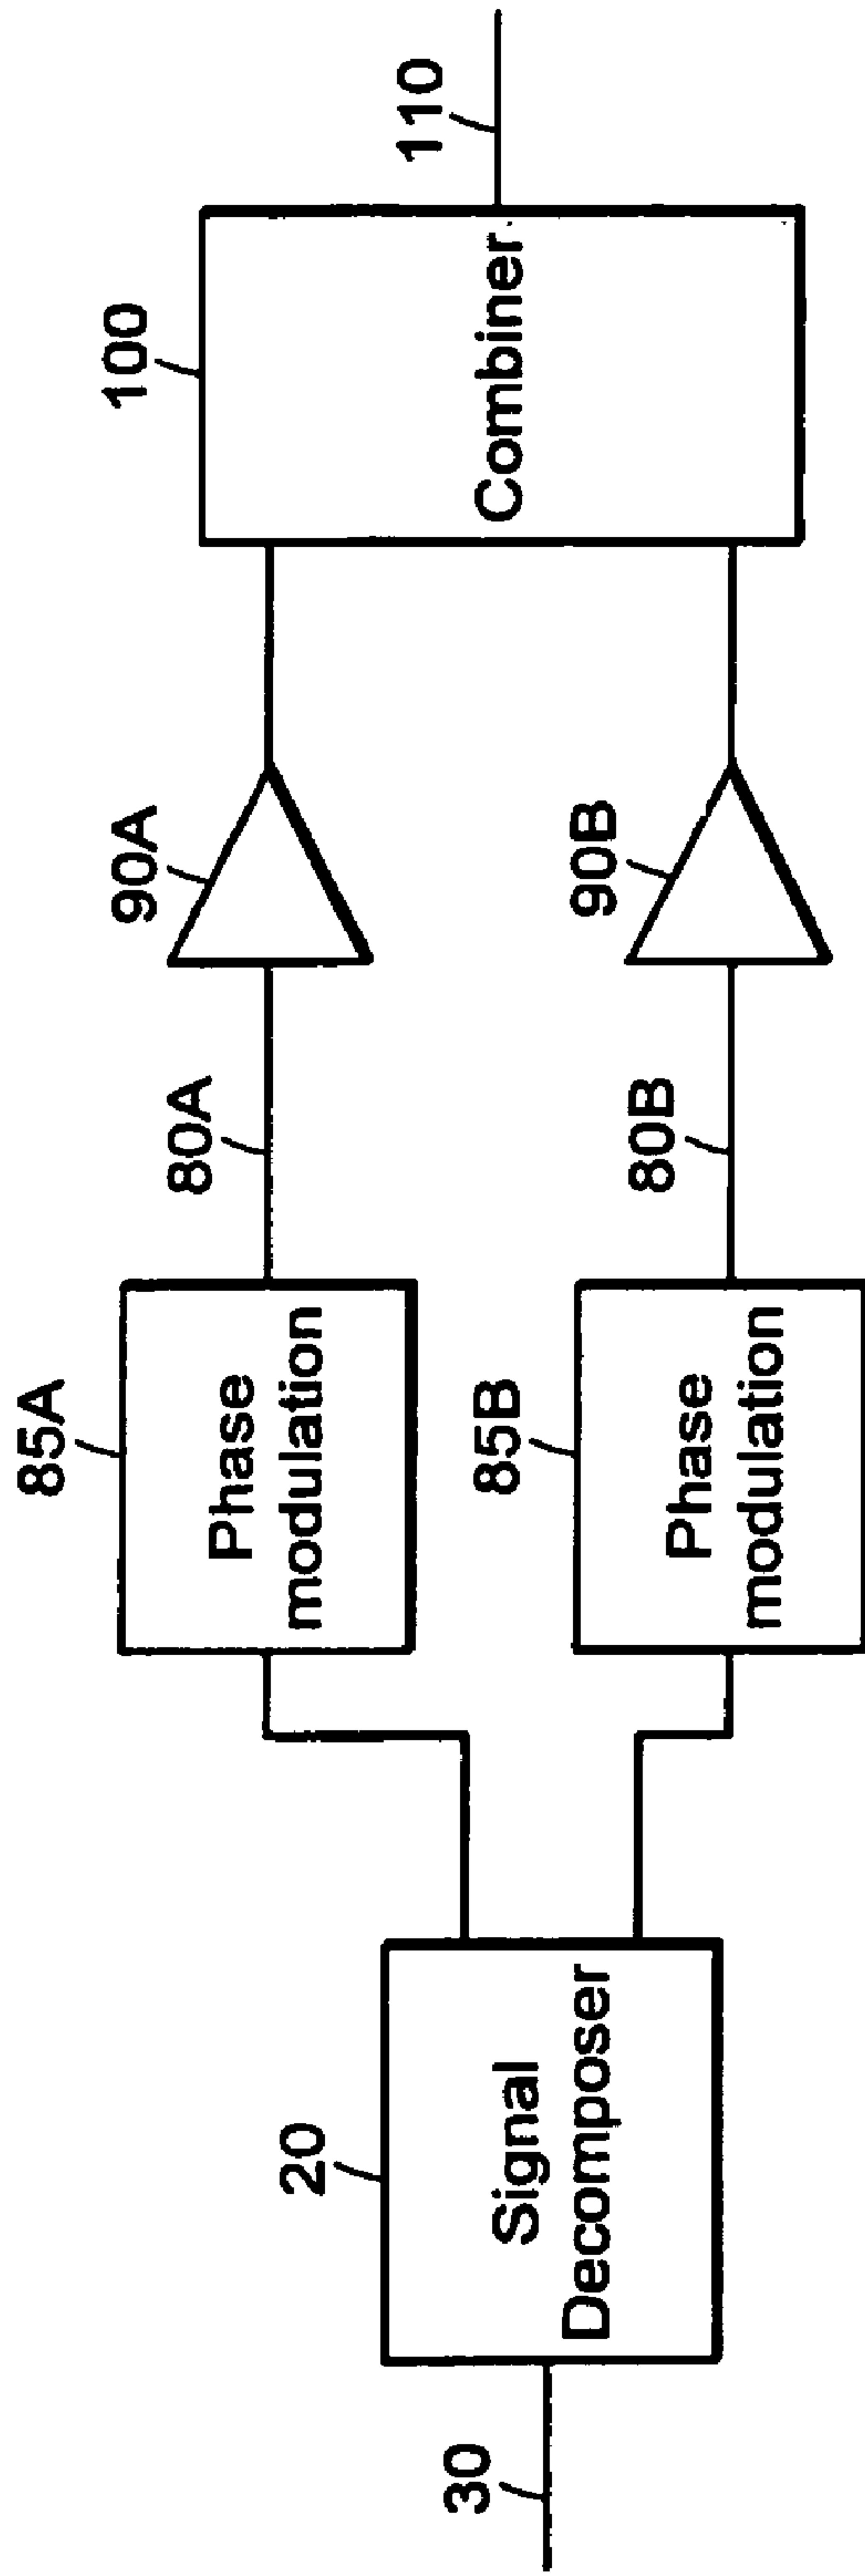 30
20
Signal
Decomposer
85A
Phase
modulation
85B
Phase
modulation
80A
80B
90A
90B
100
Combiner
110